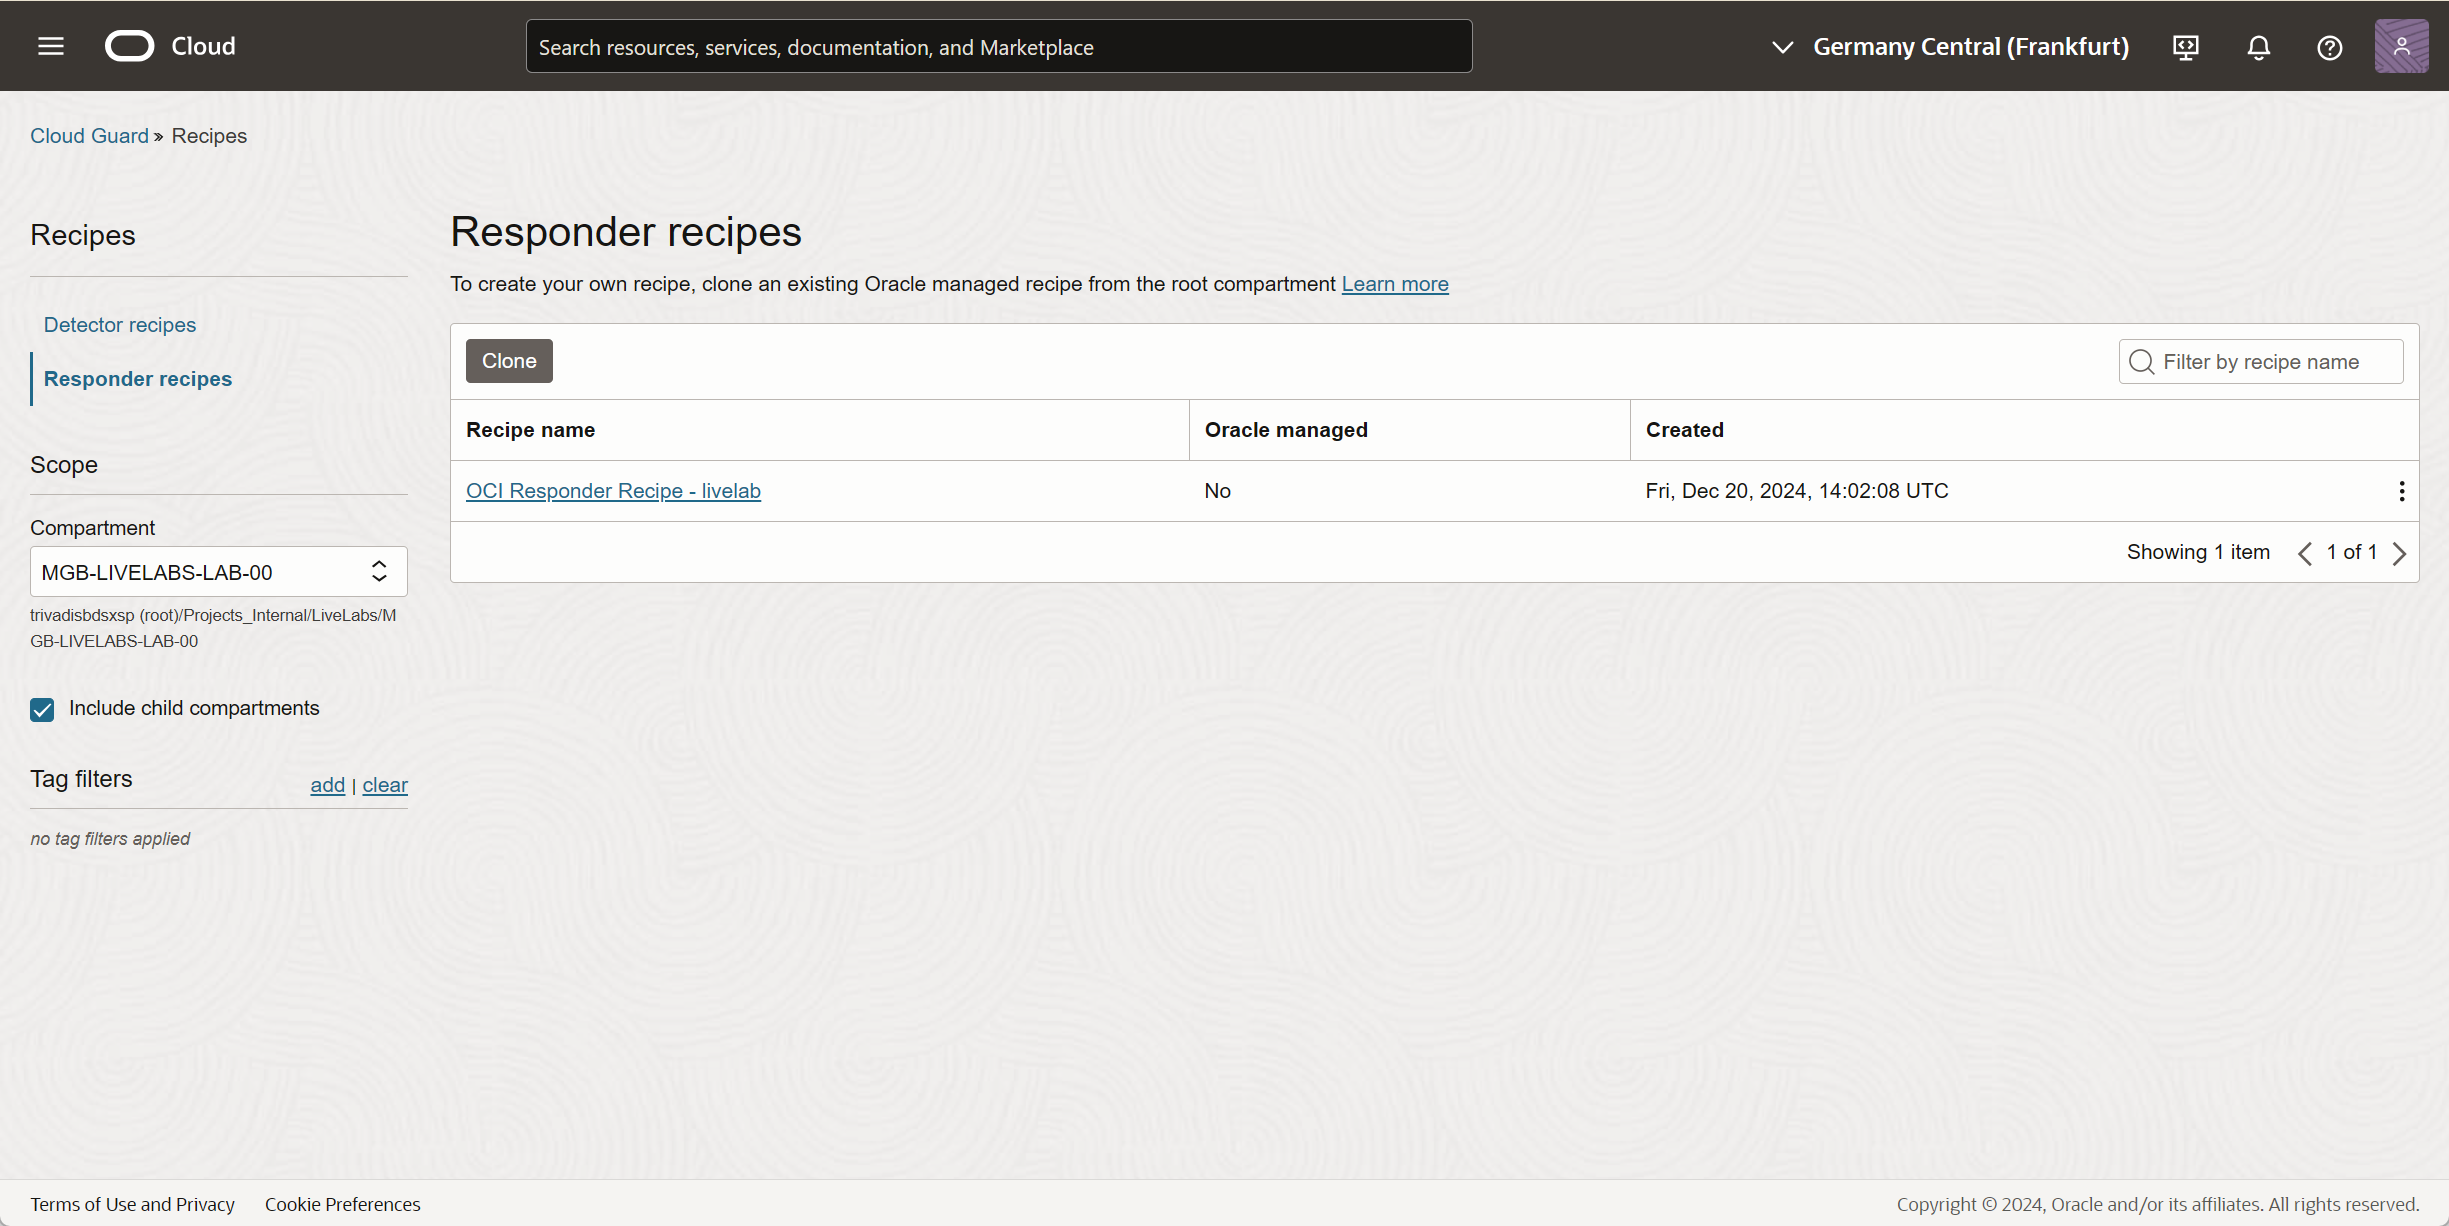 Cloud
Search resources, services, documentation, and Marketplace
Germany Central (Frankfurt)
Cloud Guard » Recipes
Recipes
Detector recipes
Responder recipes
Scope
Compartment
MGB-LIVELABS-LAB-00
trivadisbdsxsp (root)/Projects_Internal/LiveLabs/M
GB-LIVELABS-LAB-00
Include child compartments
Tag filters add | clear
no tag filters applied
Responder recipes
To create your own recipe, clone an existing Oracle managed recipe from the root compartment Learn more
Clone
Filter by recipe name
Recipe name Oracle managed Created
OCI Responder Recipe - livelab No Fri, Dec 20, 2024, 14:02:08 UTC
Showing 1 item 1 of 1
Terms of Use and Privacy Cookie Preferences
Copyright © 2024, Oracle and/or its affiliates. All rights reserved.